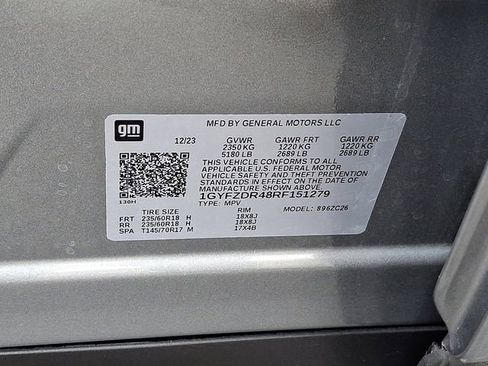 gm
MFD BY GENERAL MOTORS LLC
12/23 GVWR GAWR FRT GAWR RR
2350 KG 1220 KG 1220 KG
5180 LB 2689 LB 2689 LB
THIS VEHICLE CONFORMS TO ALL
APPLICABLE U.S. FEDERAL MOTOR
VEHICLE SAFETY AND THEFT PREVENTION
STANDARDS IN EFFECT ON THE DATE OF
MANUFACTURE SHOWN ABOVE.
1GYFZDR48RF151279
TYPE: MPV MODEL: 896ZC26
138H
TIRE SIZE RIM
FRT 235/60R18 H 18X8J
RR 235/60R18 H 18X8J
SPA T145/70R17 M 17X4B